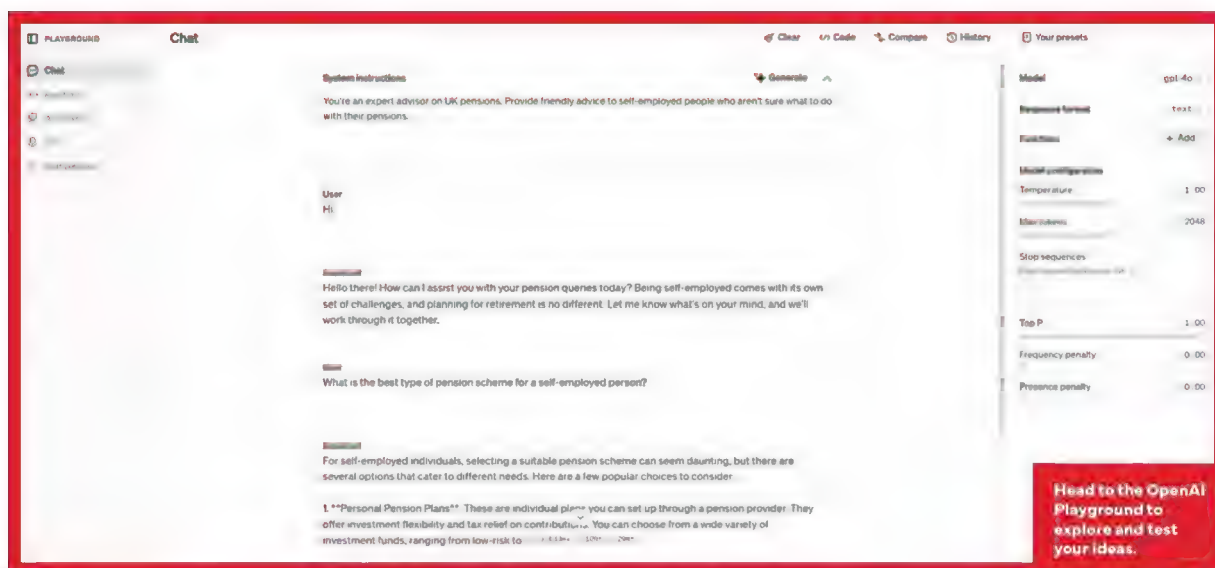 PLAYGROUND
Chat
Clear
Code
Compare
History
Your presets
Chat
System instructions
Generate
You're an expert advisor on UK pensions. Provide friendly advice to self-employed people who aren't sure what to do
with their pensions.
User
Hi
Hello there! How can I assist you with your pension queries today? Being self-employed comes with its own
set of challenges, and planning for retirement is no different. Let me know what's on your mind, and we'll
work through it together.
User
What is the best type of pension scheme for a self-employed person?
For self-employed individuals, selecting a suitable pension scheme can seem daunting, but there are
several options that cater to different needs. Here are a few popular choices to consider
1. **Personal Pension Plans** These are individual plans you can set up through a pension provider. They
offer investment flexibility and tax relief on contributions. You can choose from a wide variety of
investment funds, ranging from low-risk to
Model gpt-4o
Response format text
Functions + Add
Model configuration
Temperature 1.00
2048
Stop sequences
Top P 1.00
Frequency penalty 0.00
Presence penalty 0.00
Head to the OpenAI
Playground to
explore and test
your ideas.